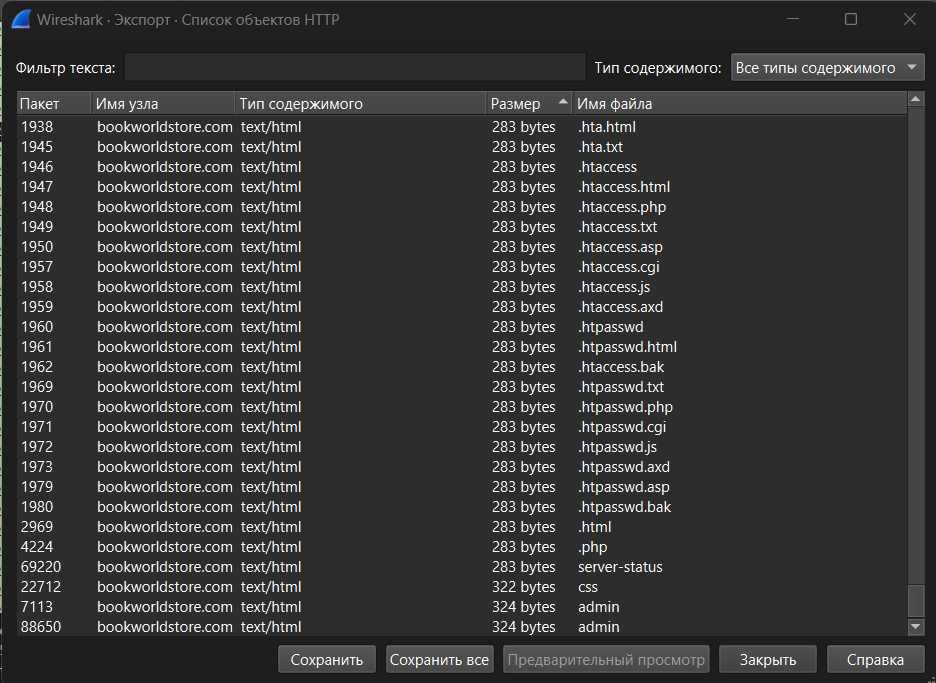 Wireshark · Экспорт · Список объектов HTTP
Фильтр текста: Тип содержимого: Все типы содержимого
Пакет Имя узла Тип содержимого Размер Имя файла
1938 bookworldstore.com text/html 283 bytes .hta.html
1945 bookworldstore.com text/html 283 bytes .hta.txt
1946 bookworldstore.com text/html 283 bytes .htaccess
1947 bookworldstore.com text/html 283 bytes .htaccess.html
1948 bookworldstore.com text/html 283 bytes .htaccess.php
1949 bookworldstore.com text/html 283 bytes .htaccess.txt
1950 bookworldstore.com text/html 283 bytes .htaccess.asp
1957 bookworldstore.com text/html 283 bytes .htaccess.cgi
1958 bookworldstore.com text/html 283 bytes .htaccess.js
1959 bookworldstore.com text/html 283 bytes .htaccess.axd
1960 bookworldstore.com text/html 283 bytes .htpasswd
1961 bookworldstore.com text/html 283 bytes .htpasswd.html
1962 bookworldstore.com text/html 283 bytes .htaccess.bak
1969 bookworldstore.com text/html 283 bytes .htpasswd.txt
1970 bookworldstore.com text/html 283 bytes .htpasswd.php
1971 bookworldstore.com text/html 283 bytes .htpasswd.cgi
1972 bookworldstore.com text/html 283 bytes .htpasswd.js
1973 bookworldstore.com text/html 283 bytes .htpasswd.axd
1979 bookworldstore.com text/html 283 bytes .htpasswd.asp
1980 bookworldstore.com text/html 283 bytes .htpasswd.bak
2969 bookworldstore.com text/html 283 bytes .html
4224 bookworldstore.com text/html 283 bytes .php
69220 bookworldstore.com text/html 283 bytes server-status
22712 bookworldstore.com text/html 322 bytes css
7113 bookworldstore.com text/html 324 bytes admin
88650 bookworldstore.com text/html 324 bytes admin
Сохранить Сохранить все Предварительный просмотр Закрыть Справка